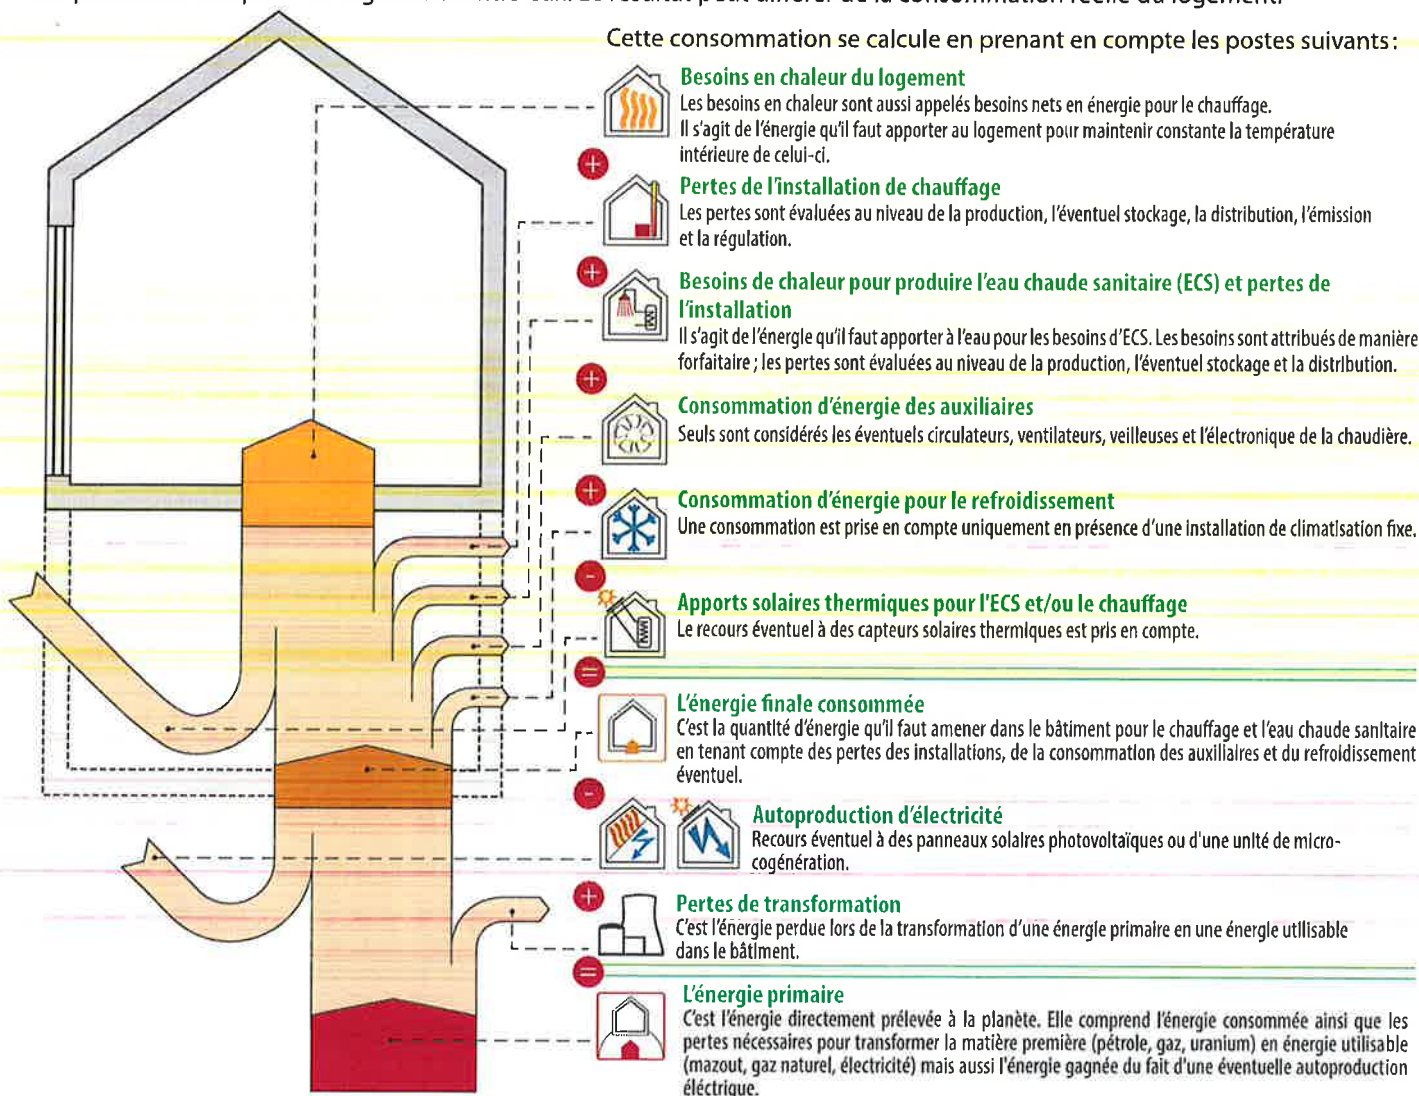 Cette consommation se calcule en prenant en compte les postes suivants :
Besoins en chaleur du logement
Les besoins en chaleur sont aussi appelés besoins nets en énergie pour le chauffage.
Il s'agit de l'énergie qu'il faut apporter au logement pour maintenir constante la température
intérieure de celui-ci.
+
Pertes de l'installation de chauffage
Les pertes sont évaluées au niveau de la production, l'éventuel stockage, la distribution, l'émission
et la régulation.
+
Besoins de chaleur pour produire l'eau chaude sanitaire (ECS) et pertes de
l'installation
Il s'agit de l'énergie qu'il faut apporter à l'eau pour les besoins d'ECS. Les besoins sont attribués de manière
forfaitaire ; les pertes sont évaluées au niveau de la production, l'éventuel stockage et la distribution.
+
Consommation d'énergie des auxiliaires
Seuls sont considérés les éventuels circulateurs, ventilateurs, veilleuses et l'électronique de la chaudière.
+
Consommation d'énergie pour le refroidissement
Une consommation est prise en compte uniquement en présence d'une installation de climatisation fixe.
-
Apports solaires thermiques pour l'ECS et/ou le chauffage
Le recours éventuel à des capteurs solaires thermiques est pris en compte.
=
L'énergie finale consommée
C'est la quantité d'énergie qu'il faut amener dans le bâtiment pour le chauffage et l'eau chaude sanitaire
en tenant compte des pertes des installations, de la consommation des auxiliaires et du refroidissement
éventuel.
-
Autoproduction d'électricité
Recours éventuel à des panneaux solaires photovoltaïques ou d'une unité de micro-
cogénération.
+
Pertes de transformation
C'est l'énergie perdue lors de la transformation d'une énergie primaire en une énergie utilisable
dans le bâtiment.
=
L'énergie primaire
C'est l'énergie directement prélevée à la planète. Elle comprend l'énergie consommée ainsi que les
pertes nécessaires pour transformer la matière première (pétrole, gaz, uranium) en énergie utilisable
(mazout, gaz naturel, électricité) mais aussi l'énergie gagnée du fait d'une éventuelle autoproduction
éléctrique.